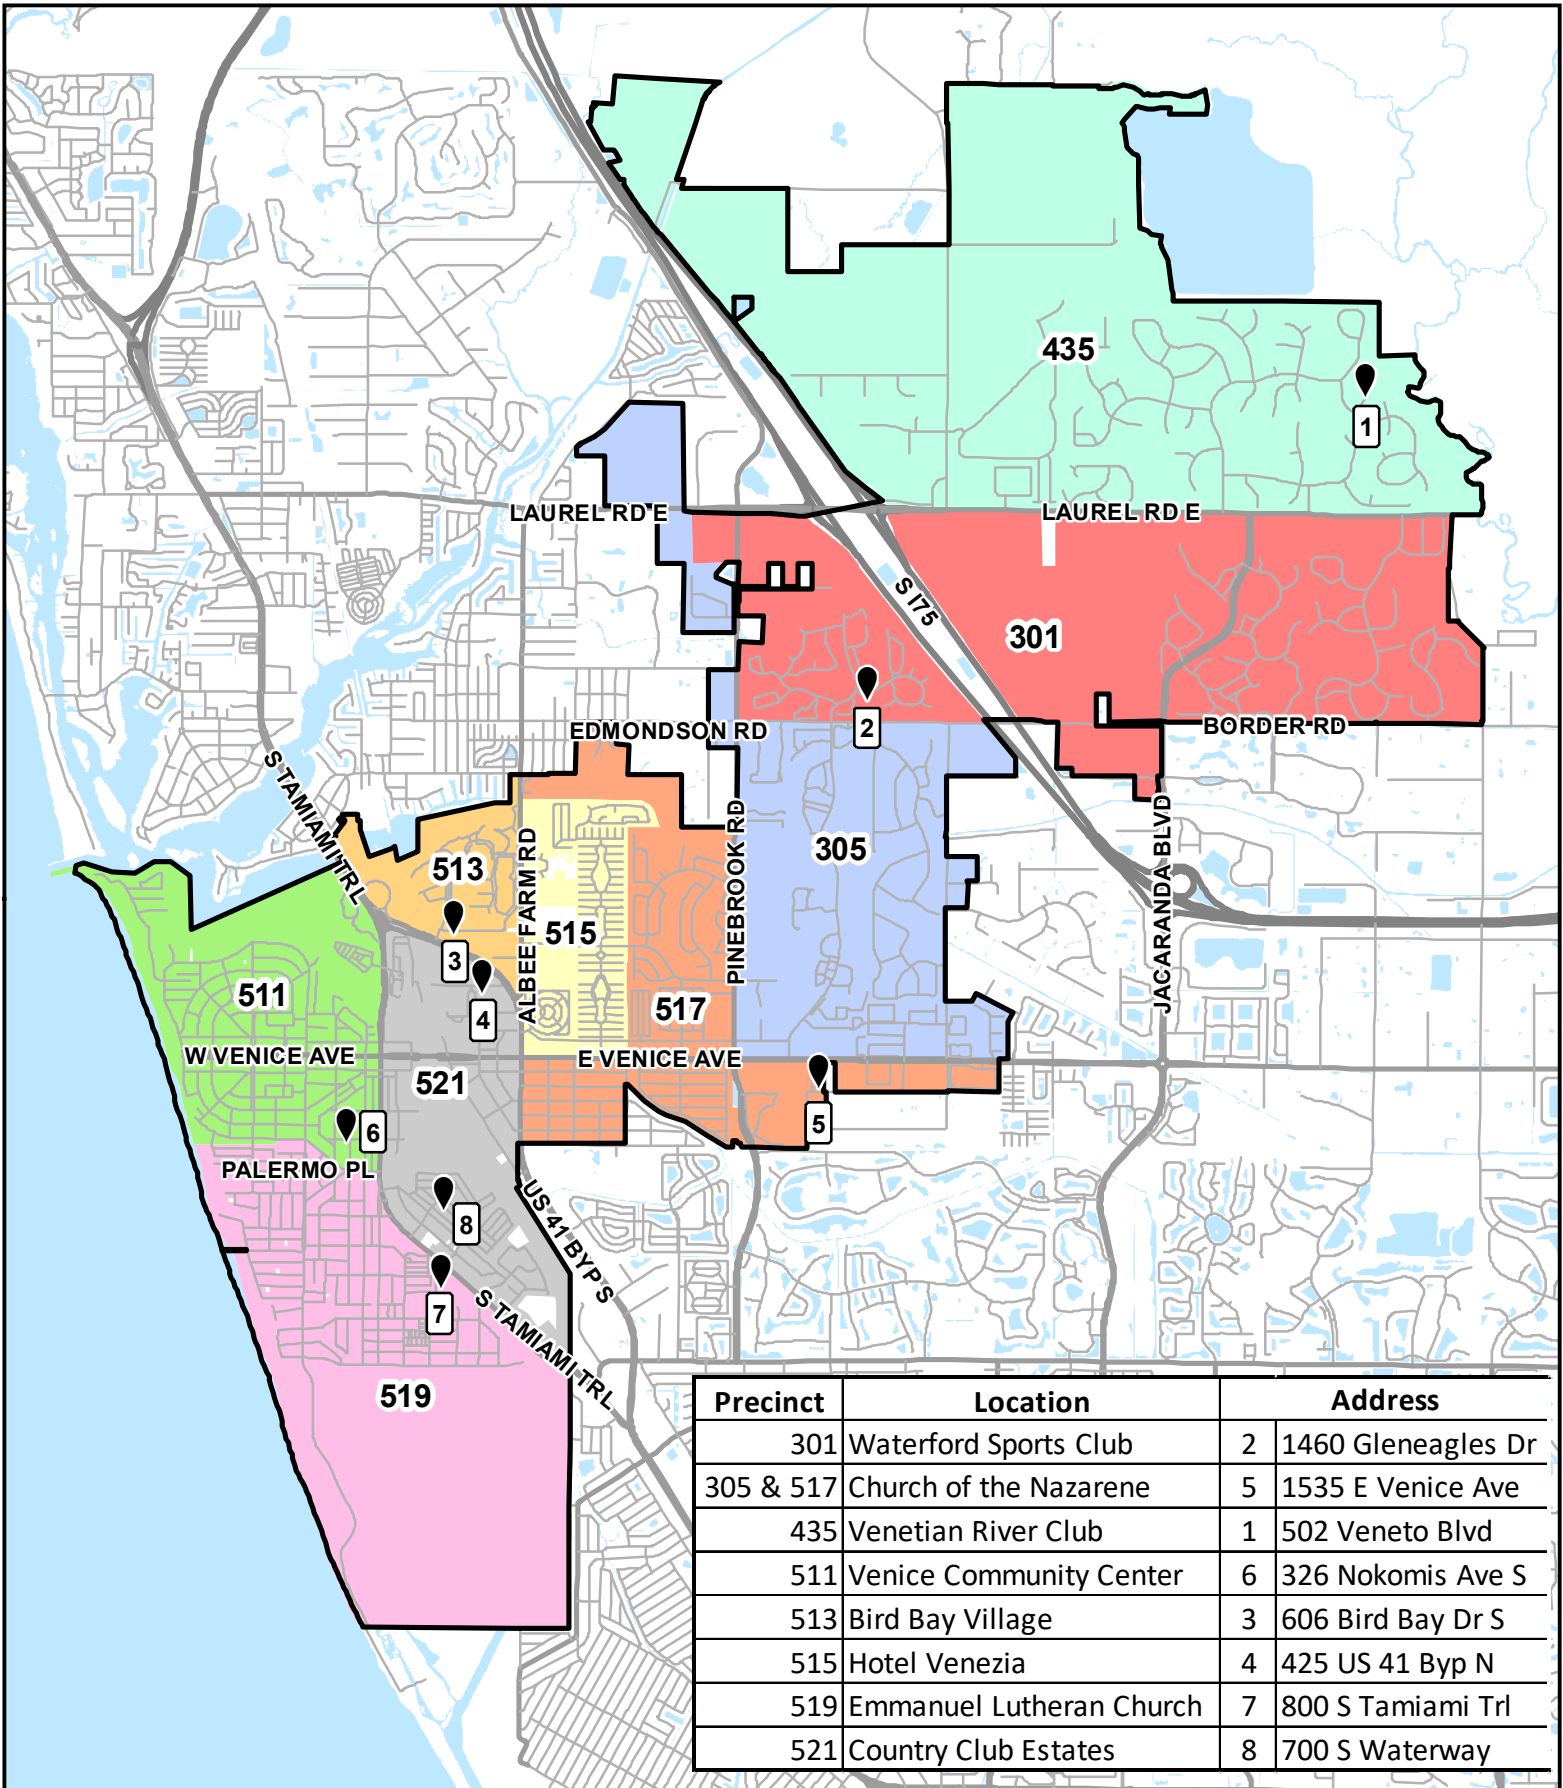 435
1
LAUREL RD E
LAUREL RD E
S I75
301
2
EDMONDSON RD
BORDER RD
S TAMIAMI TRL
PINEBROOK RD
JACARANDA BLVD
305
513
ALBEE FARM RD
515
3
4
511
517
W VENICE AVE
E VENICE AVE
521
5
6
PALERMO PL
8
US 41 BYP S
7
S TAMIAMI TRL
519
Precinct Location Address
301 Waterford Sports Club 2 1460 Gleneagles Dr
305 & 517 Church of the Nazarene 5 1535 E Venice Ave
435 Venetian River Club 1 502 Veneto Blvd
511 Venice Community Center 6 326 Nokomis Ave S
513 Bird Bay Village 3 606 Bird Bay Dr S
515 Hotel Venezia 4 425 US 41 Byp N
519 Emmanuel Lutheran Church 7 800 S Tamiami Trl
521 Country Club Estates 8 700 S Waterway